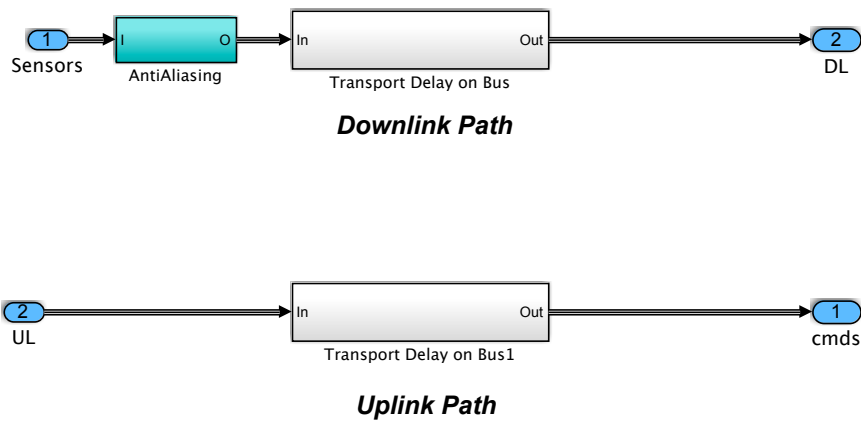 1 I O In Out 2
Sensors AntiAliasing Transport Delay on Bus DL
Downlink Path
2 In Out 1
UL Transport Delay on Bus1 cmds
Uplink Path